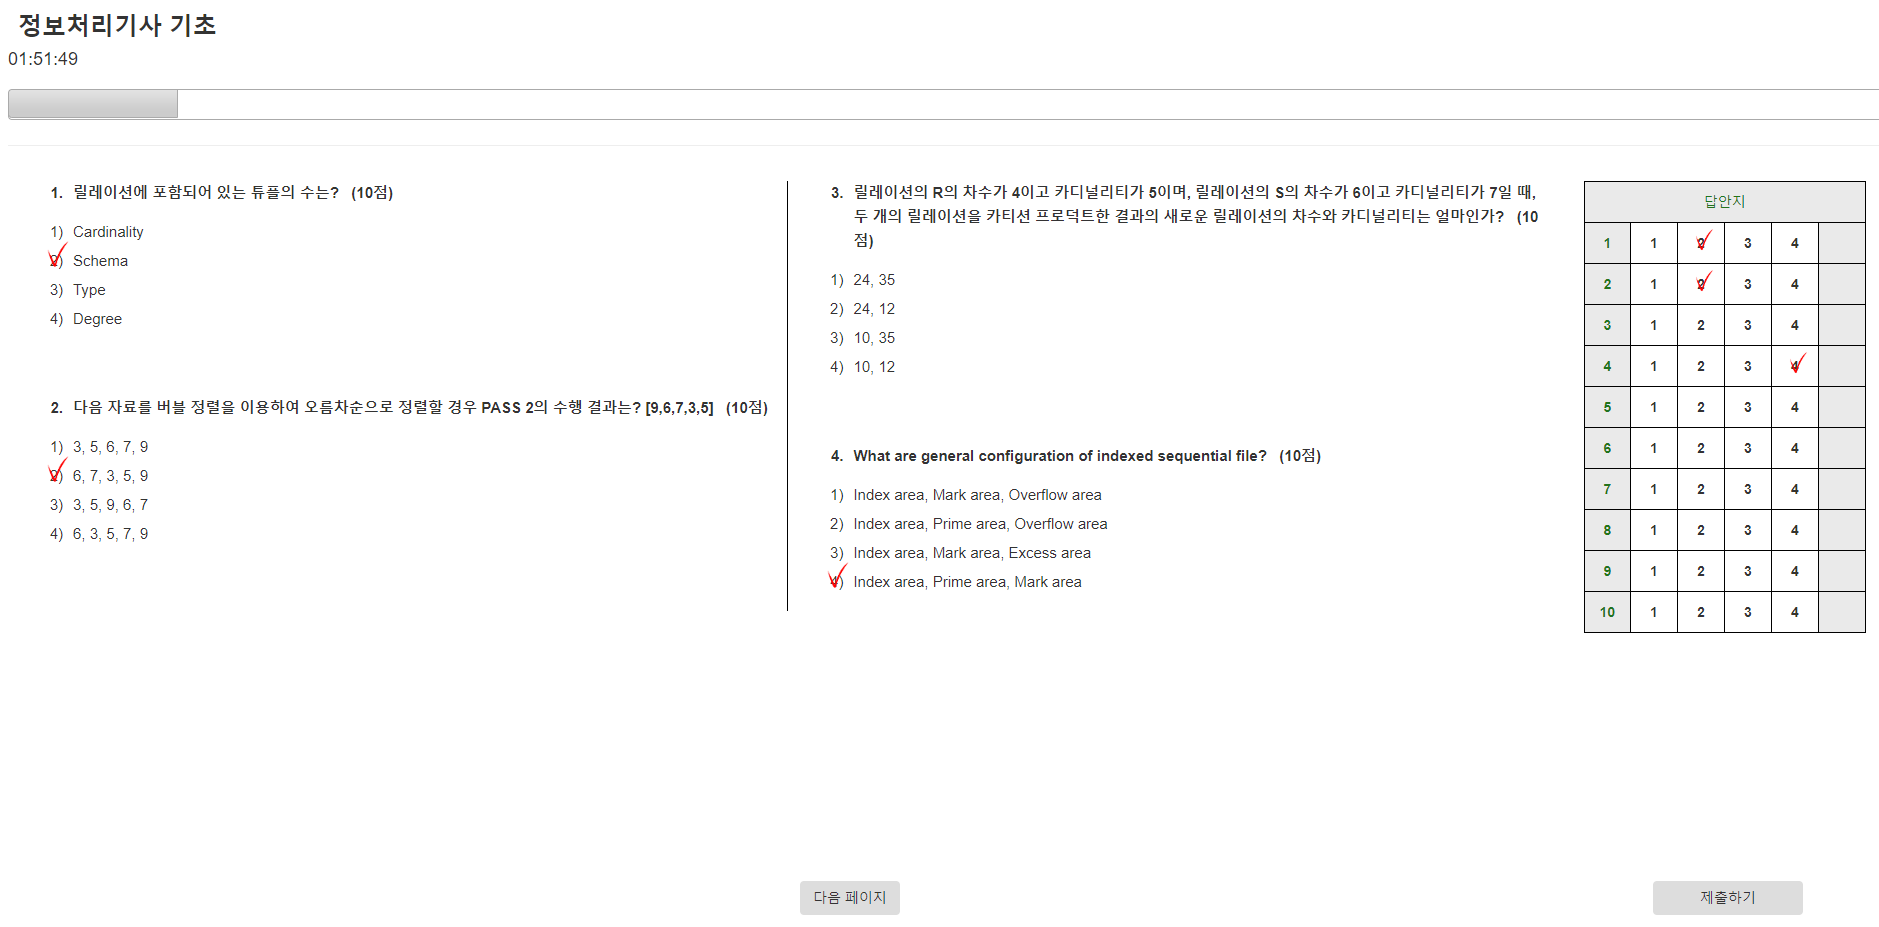 정보처리기사 기초
01:51:49
1. 릴레이션에 포함되어 있는 튜플의 수는? (10점)
1) Cardinality
2) Schema
3) Type
4) Degree
2. 다음 자료를 버블 정렬을 이용하여 오름차순으로 정렬할 경우 PASS 2의 수행 결과는? [9,6,7,3,5] (10점)
1) 3, 5, 6, 7, 9
2) 6, 7, 3, 5, 9
3) 3, 5, 9, 6, 7
4) 6, 3, 5, 7, 9
3. 릴레이션의 R의 차수가 4이고 카디널리티가 5이며, 릴레이션의 S의 차수가 6이고 카디널리티가 7일 때,
두 개의 릴레이션을 카티션 프로덕트한 결과의 새로운 릴레이션의 차수와 카디널리티는 얼마인가? (10
점)
1) 24, 35
2) 24, 12
3) 10, 35
4) 10, 12
4. What are general configuration of indexed sequential file? (10점)
1) Index area, Mark area, Overflow area
2) Index area, Prime area, Overflow area
3) Index area, Mark area, Excess area
4) Index area, Prime area, Mark area
답안지
1 1 2 3 4
2 1 2 3 4
3 1 2 3 4
4 1 2 3 4
5 1 2 3 4
6 1 2 3 4
7 1 2 3 4
8 1 2 3 4
9 1 2 3 4
10 1 2 3 4
다음 페이지
제출하기